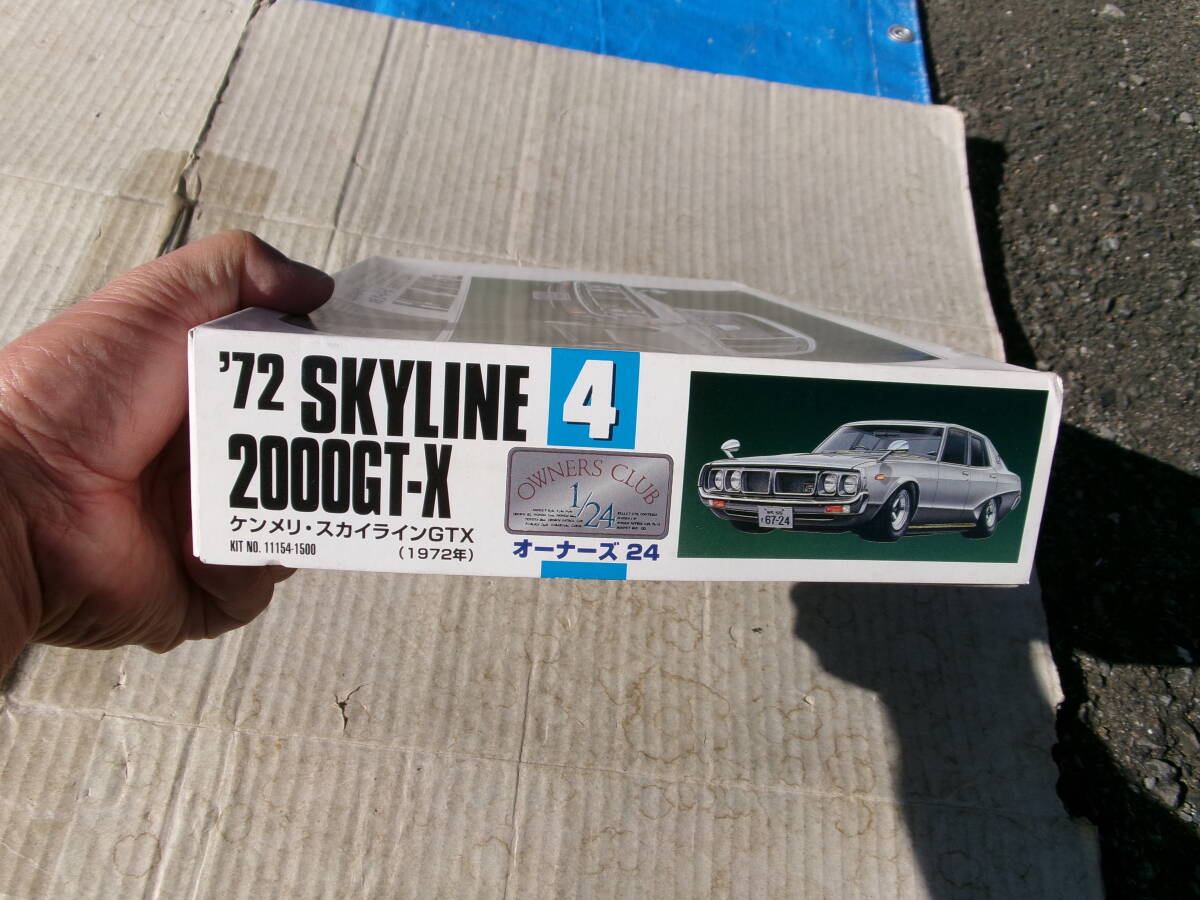 '72 SKYLINE
2000GT-X
ケンメリ・スカイラインGTX
(1972年)
KIT NO. 11154-1500
4
OWNERS CLUB
1/24
オーナーズ 24
67-24